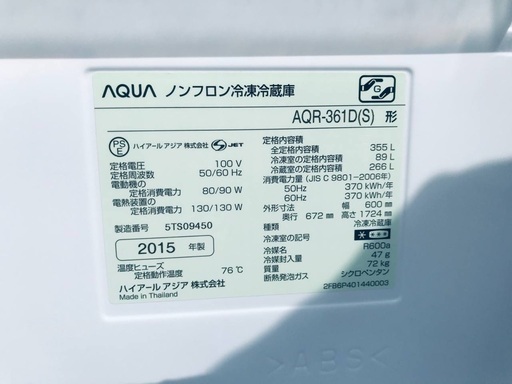 AQUA ノンフロン冷凍冷蔵庫
AQR-361D(S) 形
PS E ハイアール アジア 株式会社 JET
定格電圧 100 V
定格周波数 50/60 Hz
電動機の
定格消費電力 80/90 W
電熱装置の
定格消費電力 130/130 W
製造番号 5TS09450
2015 年製
温度ヒューズ
定格動作温度 76℃
ハイアール アジア 株式会社
Made in Thailand
定格内容積
全定格内容積 355 L
冷凍室の定格内容積 89 L
冷蔵室の定格内容積 266 L
消費電力量 (JIS C 9801-2006年)
50Hz 370 kWh/年
60Hz 370 kWh/年
外形寸法 幅 600 mm
奥行 672 mm 高さ 1724 mm
種類 冷凍冷蔵庫
冷凍室の記号
冷媒名 R600a
冷媒封入量 47 g
質量 72 kg
断熱発泡ガス シクロペンタン
2FB6P401440003
>ABS<